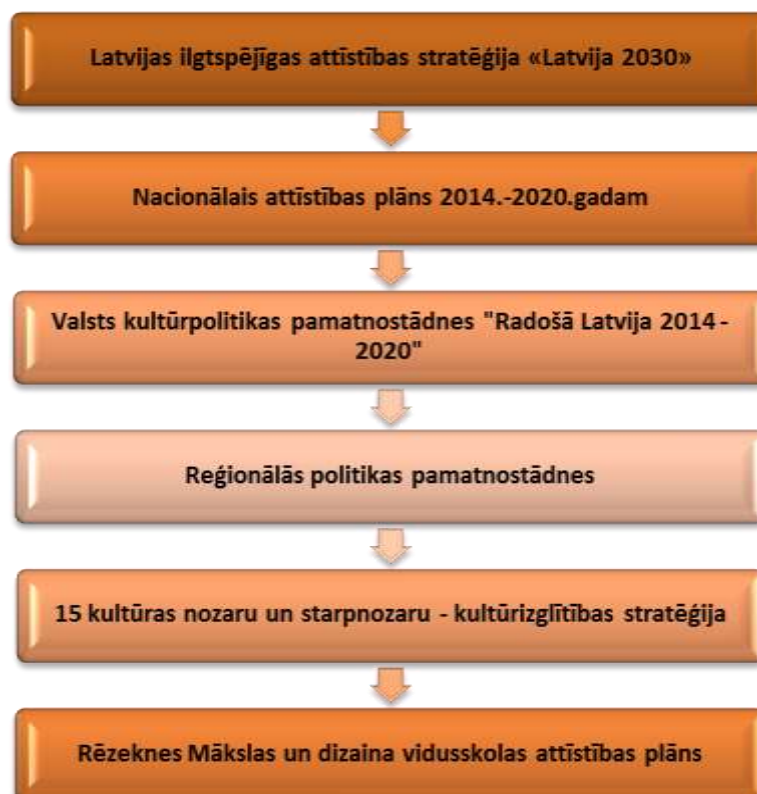 Latvijas ilgtspējīgas attīstības stratēģija «Latvija 2030»
Nacionālais attīstības plāns 2014.-2020.gadam
Valsts kultūrpolitikas pamatnostādnes "Radošā Latvija 2014 -
2020"
Reģionālās politikas pamatnostādnes
15 kultūras nozaru un starpnozaru - kultūrizglītības stratēģija
Rēzeknes Mākslas un dizaina vidusskolas attīstības plāns